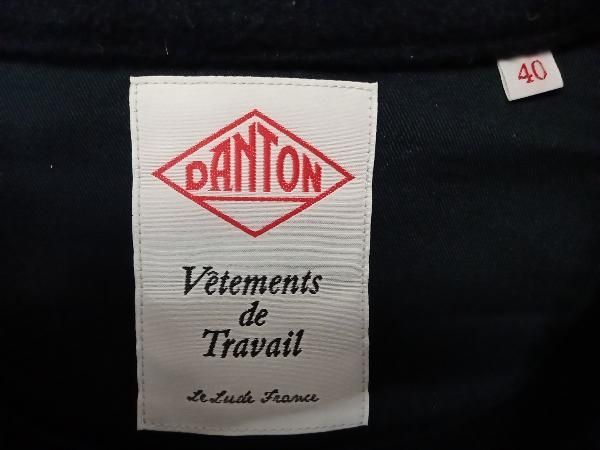 40
DANTON
Vêtements
de
Travail
Le Lude France